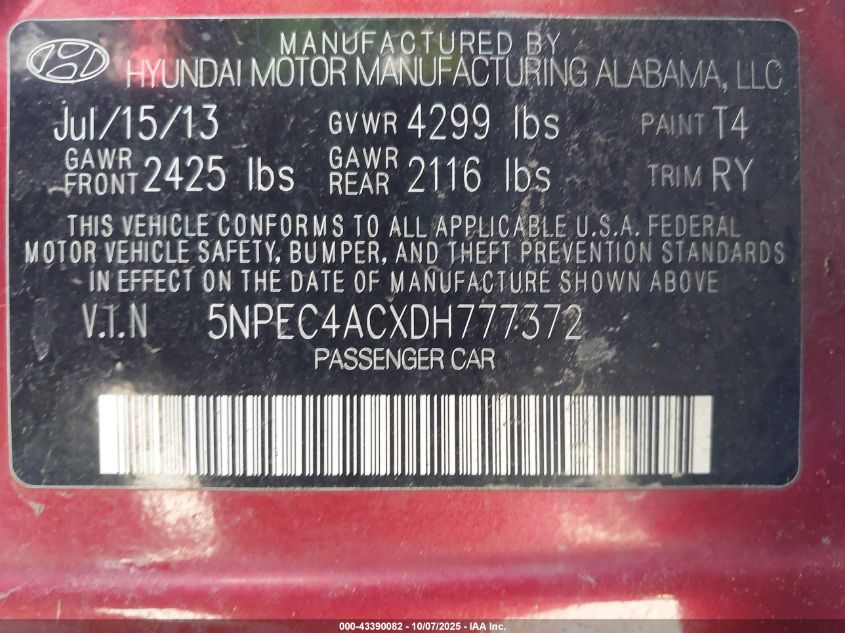 MANUFACTURED BY
HYUNDAI MOTOR MANUFACTURING ALABAMA, LLC
Jul/15/13 GVWR 4299 lbs PAINT T4
GAWR FRONT 2425 lbs GAWR REAR 2116 lbs TRIM RY
THIS VEHICLE CONFORMS TO ALL APPLICABLE U.S.A. FEDERAL
MOTOR VEHICLE SAFETY, BUMPER, AND THEFT PREVENTION STANDARDS
IN EFFECT ON THE DATE OF MANUFACTURE SHOWN ABOVE
V.I.N 5NPEC4ACXDH777372
PASSENGER CAR
000-43390082 - 10/07/2025 - IAA Inc.